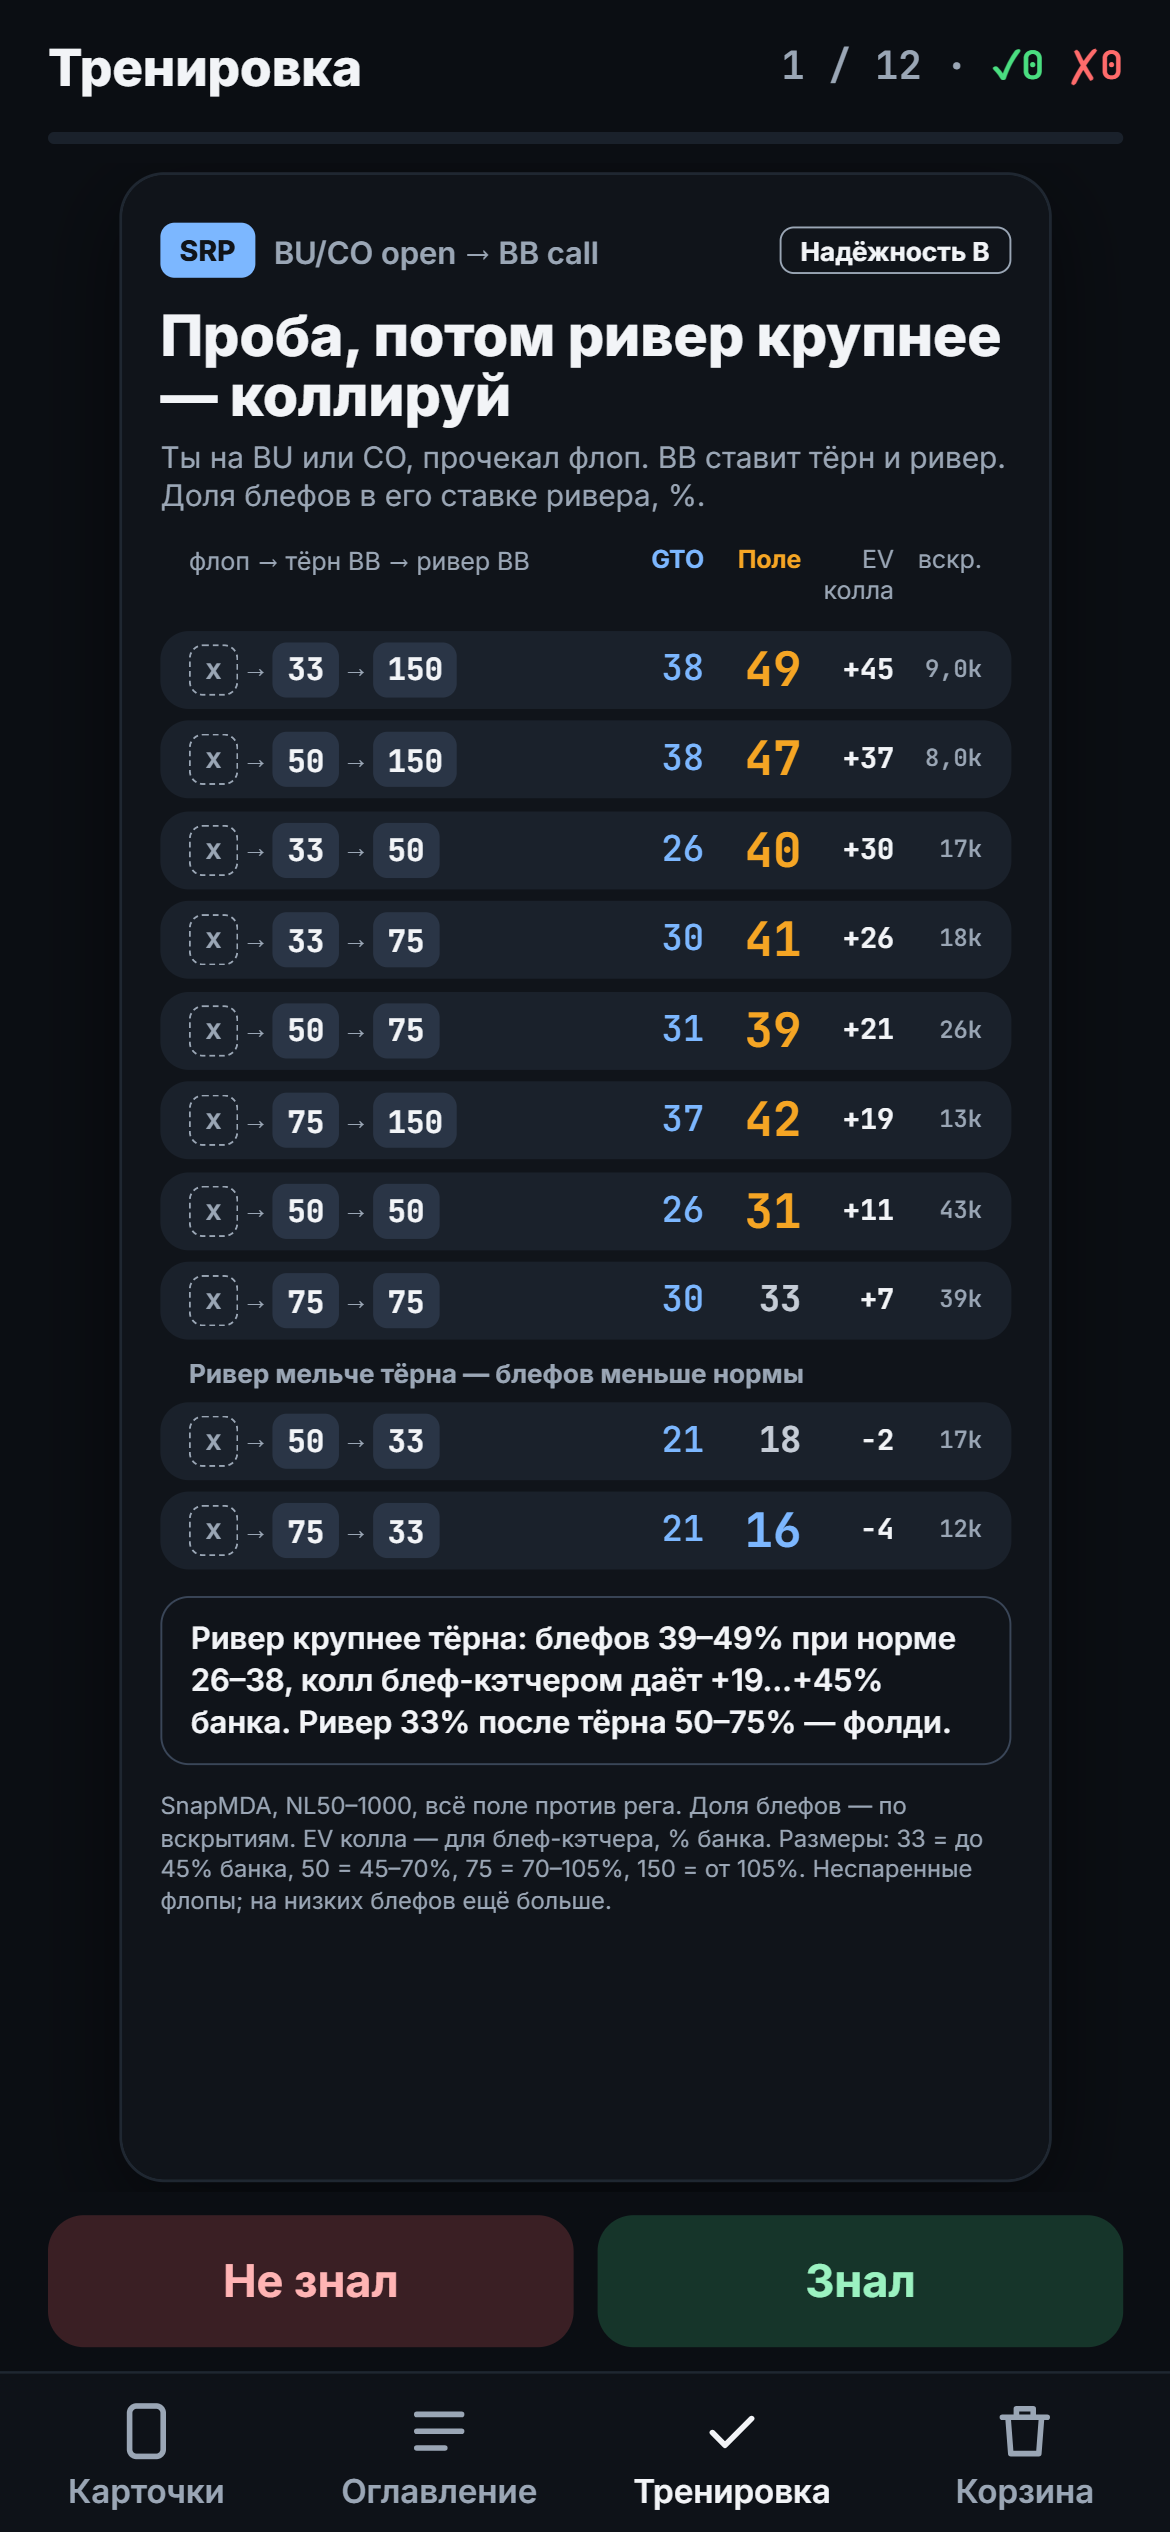 Тренировка 1 / 12 · ✓0 ✗0
SRP BU/CO open → BB call Надёжность B
Проба, потом ривер крупнее
— коллируй
Ты на BU или CO, прочекал флоп. BB ставит тёрн и ривер.
Доля блефов в его ставке ривера, %.
флоп → тёрн BB → ривер BB GTO Поле EV вскр.
колла
x → 33 → 150 38 49 +45 9,0k
x → 50 → 150 38 47 +37 8,0k
x → 33 → 50 26 40 +30 17k
x → 33 → 75 30 41 +26 18k
x → 50 → 75 31 39 +21 26k
x → 75 → 150 37 42 +19 13k
x → 50 → 50 26 31 +11 43k
x → 75 → 75 30 33 +7 39k
Ривер мельче тёрна — блефов меньше нормы
x → 50 → 33 21 18 -2 17k
x → 75 → 33 21 16 -4 12k
Ривер крупнее тёрна: блефов 39–49% при норме
26–38, колл блеф-кэтчером даёт +19…+45%
банка. Ривер 33% после тёрна 50–75% — фолди.
SnapMDA, NL50–1000, всё поле против рега. Доля блефов — по
вскрытиям. EV колла — для блеф-кэтчера, % банка. Размеры: 33 = до
45% банка, 50 = 45–70%, 75 = 70–105%, 150 = от 105%. Неспаренные
флопы; на низких блефов ещё больше.
Не знал Знал
Карточки Оглавление Тренировка Корзина